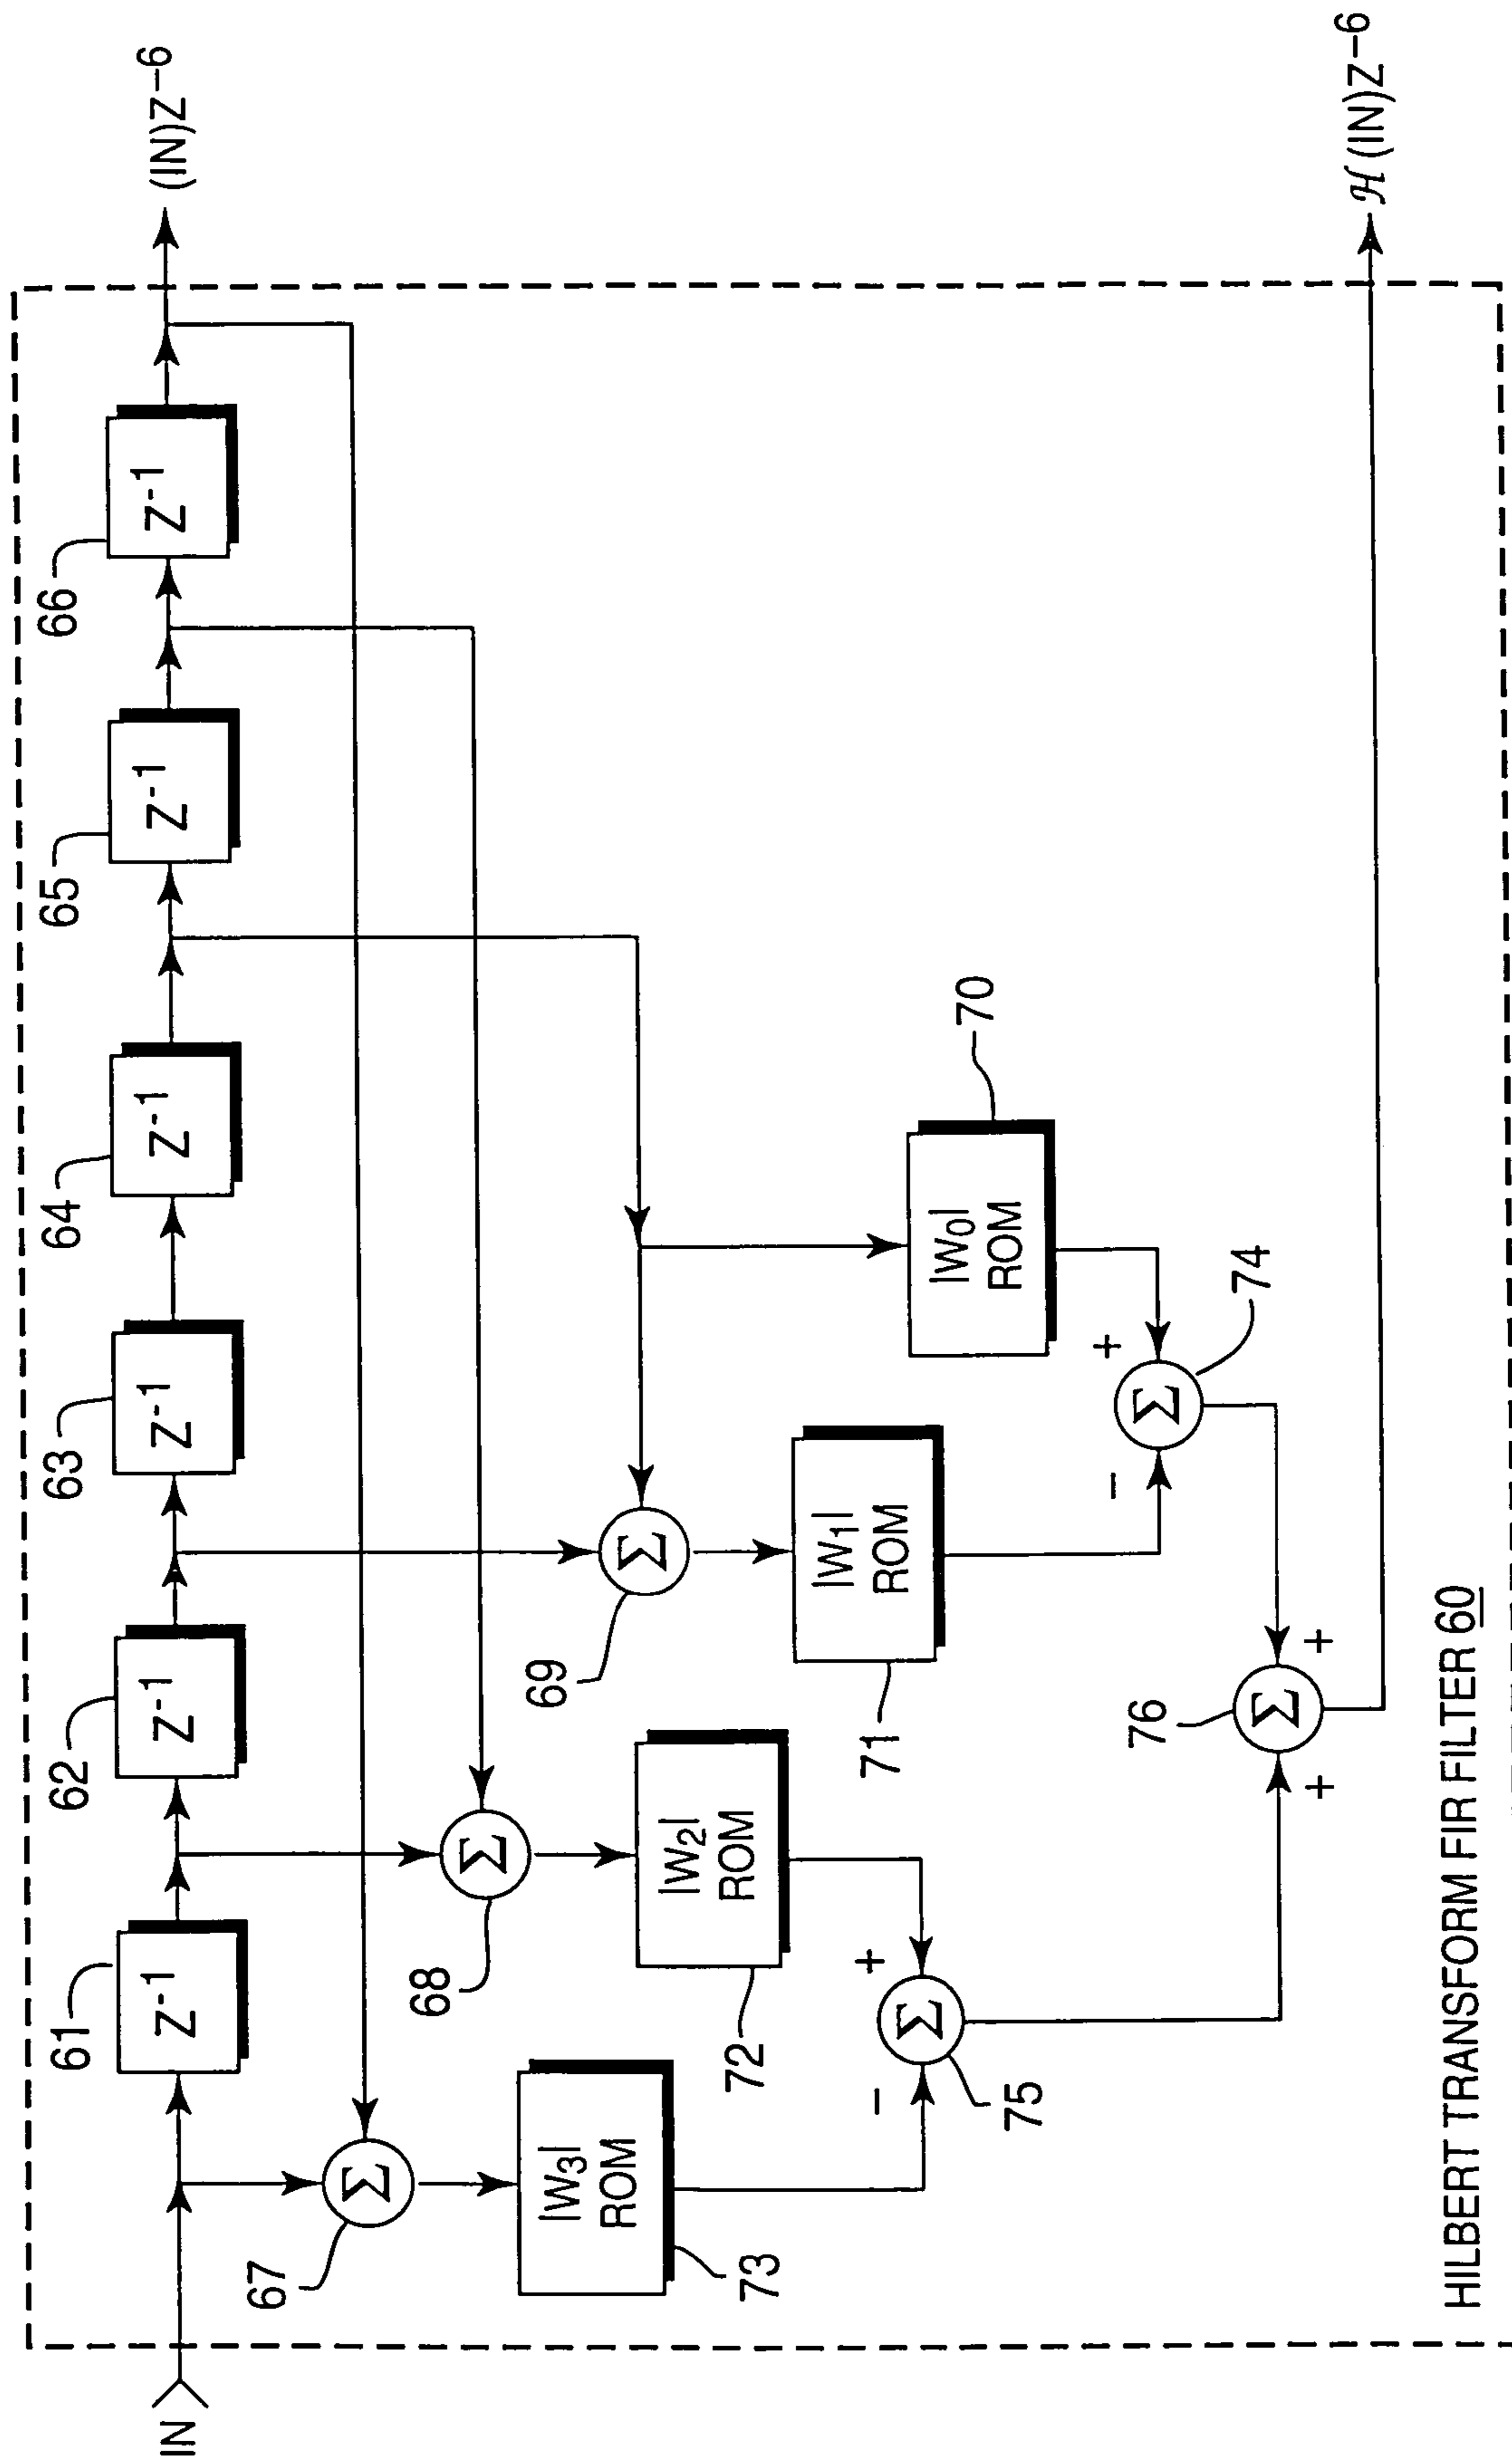 61
62
63
64
65
66
IN
Z⁻¹
Z⁻¹
Z⁻¹
Z⁻¹
Z⁻¹
Z⁻¹
(IN)Z⁻⁶
67
Σ
68
Σ
69
Σ
|W₃|
ROM
73
|W₂|
ROM
72
|W₁|
ROM
71
|W₀|
ROM
70
-
+
Σ
75
-
+
Σ
74
76
Σ
+
+
ℋ(IN)Z⁻⁶
HILBERT TRANSFORM FIR FILTER 60